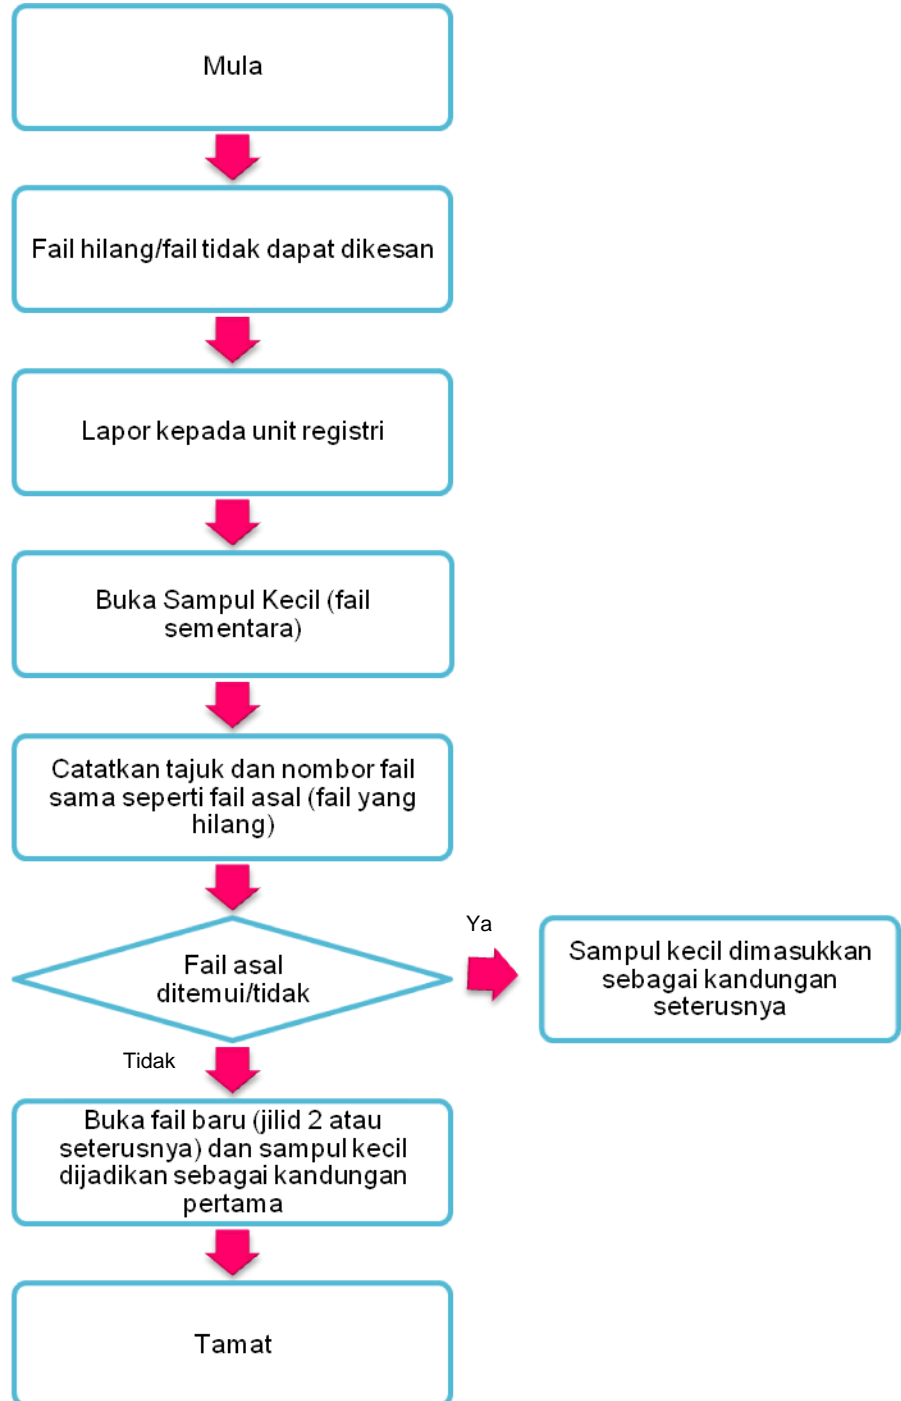 Mula
Fail hilang/fail tidak dapat dikesan
Lapor kepada unit registri
Buka Sampul Kecil (fail
sementara)
Catatkan tajuk dan nombor fail
sama seperti fail asal (fail yang
hilang)
Fail asal
ditemui/tidak
Ya
Sampul kecil dimasukkan
sebagai kandungan
seterusnya
Tidak
Buka fail baru (jilid 2 atau
seterusnya) dan sampul kecil
dijadikan sebagai kandungan
pertama
Tamat